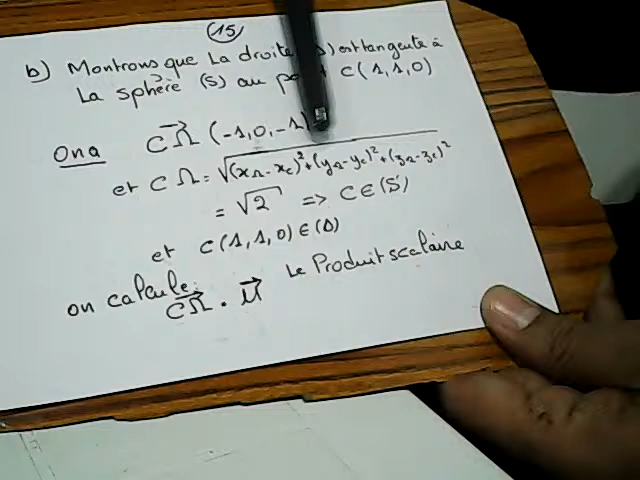 15
b) Montrons que La droite ) est tangente à
La sphère (S) au C(1,1,0)
On a CΩ⃗ (-1,0,-1)
et CΩ = √((xΩ-xc)²+(yΩ-yc)²+(zΩ-zc)²
= √2 => C∈(S)
et C(1,1,0)∈(Δ)
on calcule Le Produit scalaire
CΩ⃗ . u⃗